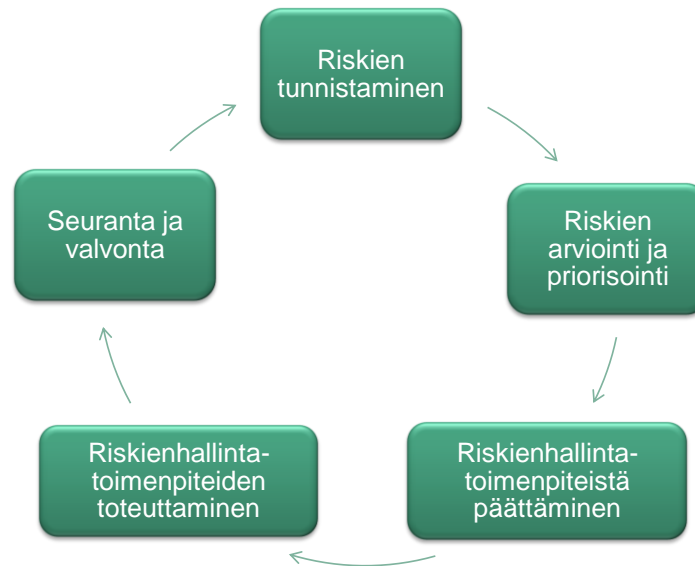 Riskien
tunnistaminen
Riskien
arviointi ja
priorisointi
Riskienhallinta-
toimenpiteistä
päättäminen
Riskienhallinta-
toimenpiteiden
toteuttaminen
Seuranta ja
valvonta